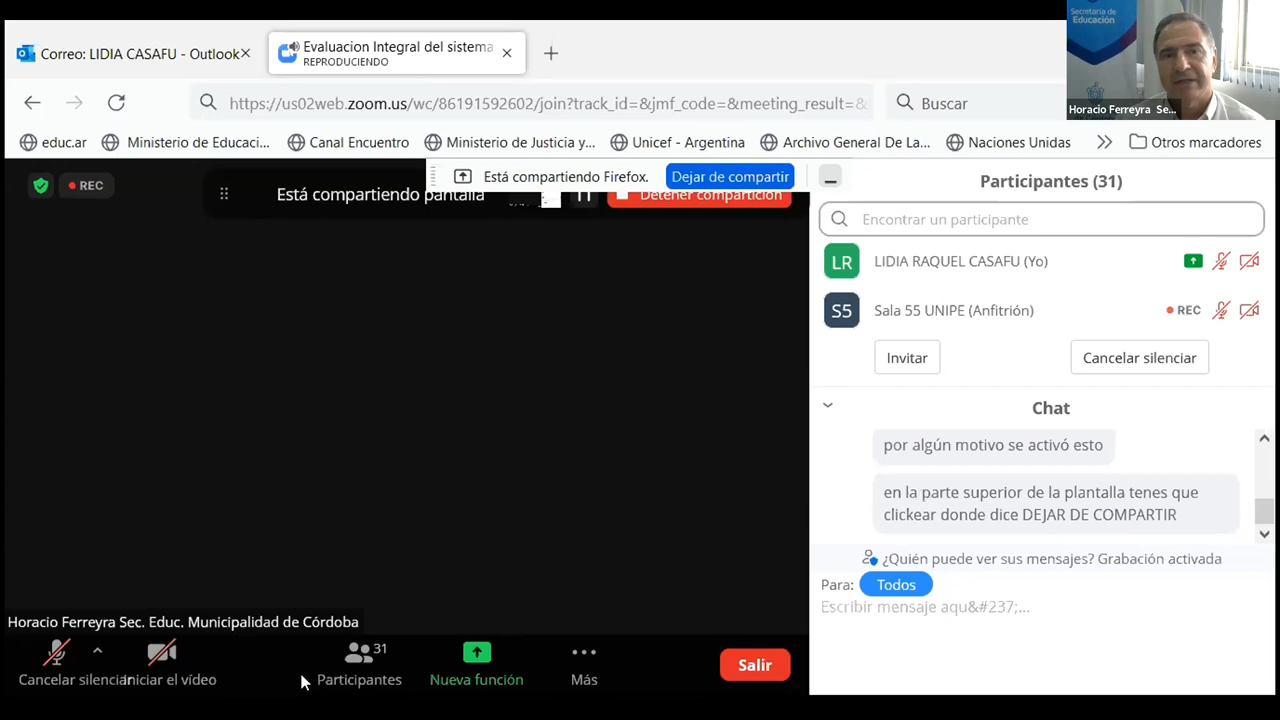 Correo: LIDIA CASAFU - Outlook
Evaluacion Integral del sistema
REPRODUCIENDO
https://us02web.zoom.us/wc/86191592602/join?track_id=&jmf_code=&meeting_result=&
Buscar
Secretaría de
Educación
Horacio Ferreyra Se...
educ.ar
Ministerio de Educaci...
Canal Encuentro
Ministerio de Justicia y...
Unicef - Argentina
Archivo General De La...
Naciones Unidas
Otros marcadores
REC
Está compartiendo pantalla
Está compartiendo Firefox.
Dejar de compartir
Detener compartición
Participantes (31)
Encontrar un participante
LR
LIDIA RAQUEL CASAFU (Yo)
S5
Sala 55 UNIPE (Anfitrión)
REC
Invitar
Cancelar silenciar
Chat
por algún motivo se activó esto
en la parte superior de la plantalla tenes que
clickear donde dice DEJAR DE COMPARTIR
¿Quién puede ver sus mensajes? Grabación activada
Para:
Todos
Escribir mensaje aqu&#237;...
Horacio Ferreyra Sec. Educ. Municipalidad de Córdoba
31
Cancelar silenciar
Iniciar el vídeo
Participantes
Nueva función
Más
Salir